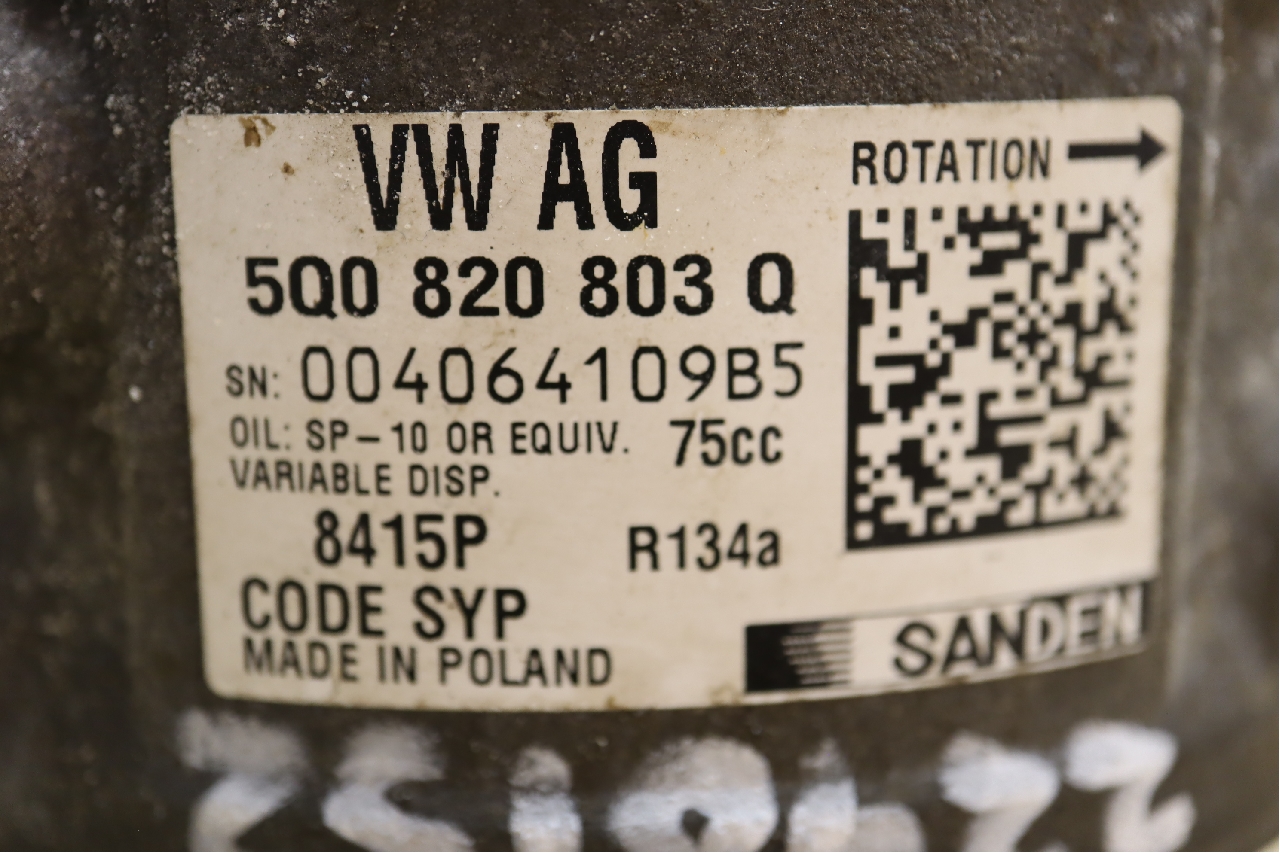 VW AG
ROTATION
5Q0 820 803 Q
SN: 004064109B5
OIL: SP-10 OR EQUIV. 75cc
VARIABLE DISP.
8415P R134a
CODE SYP
MADE IN POLAND
SANDEN